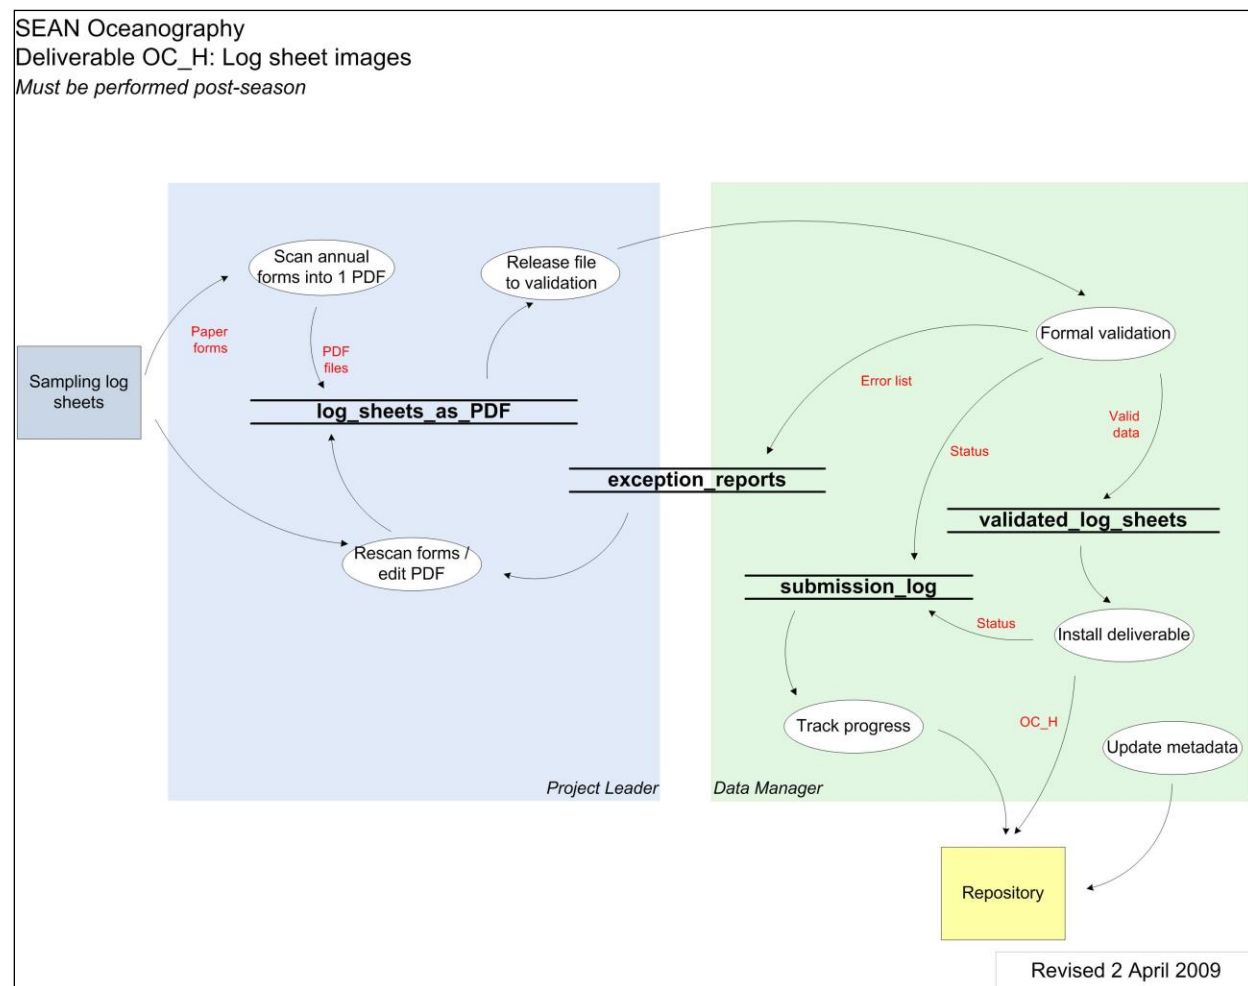 SEAN Oceanography
Deliverable OC_H: Log sheet images
Must be performed post-season
Scan annual
forms into 1 PDF
Release file
to validation
Paper
forms
PDF
files
Formal validation
Sampling log
sheets
Error list
log_sheets_as_PDF
Valid
data
Status
exception_reports
validated_log_sheets
Rescan forms /
edit PDF
submission_log
Status
Install deliverable
Track progress
OC_H
Update metadata
Project Leader
Data Manager
Repository
Revised 2 April 2009